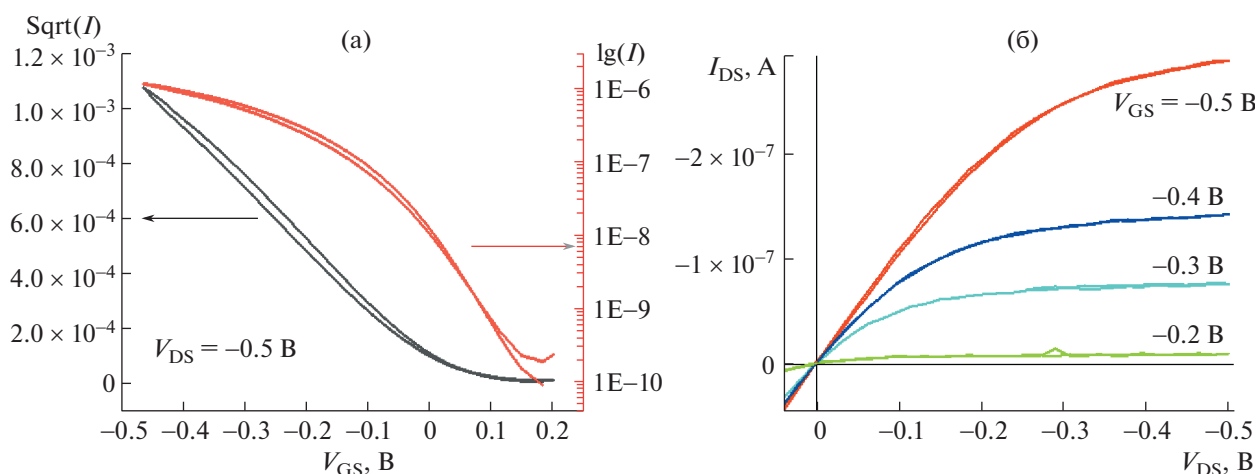 Sqrt(I)
(а)
lg(I)
1.2 × 10⁻³
1.0 × 10⁻³
8.0 × 10⁻⁴
6.0 × 10⁻⁴
4.0 × 10⁻⁴
2.0 × 10⁻⁴
0
1E–6
1E–7
1E–8
1E–9
1E–10
V_DS = –0.5 В
–0.5 –0.4 –0.3 –0.2 –0.1 0 0.1 0.2
V_GS, В
(б)
I_DS, А
–2 × 10⁻⁷
–1 × 10⁻⁷
0
V_GS = –0.5 В
–0.4 В
–0.3 В
–0.2 В
0 –0.1 –0.2 –0.3 –0.4 –0.5
V_DS, В